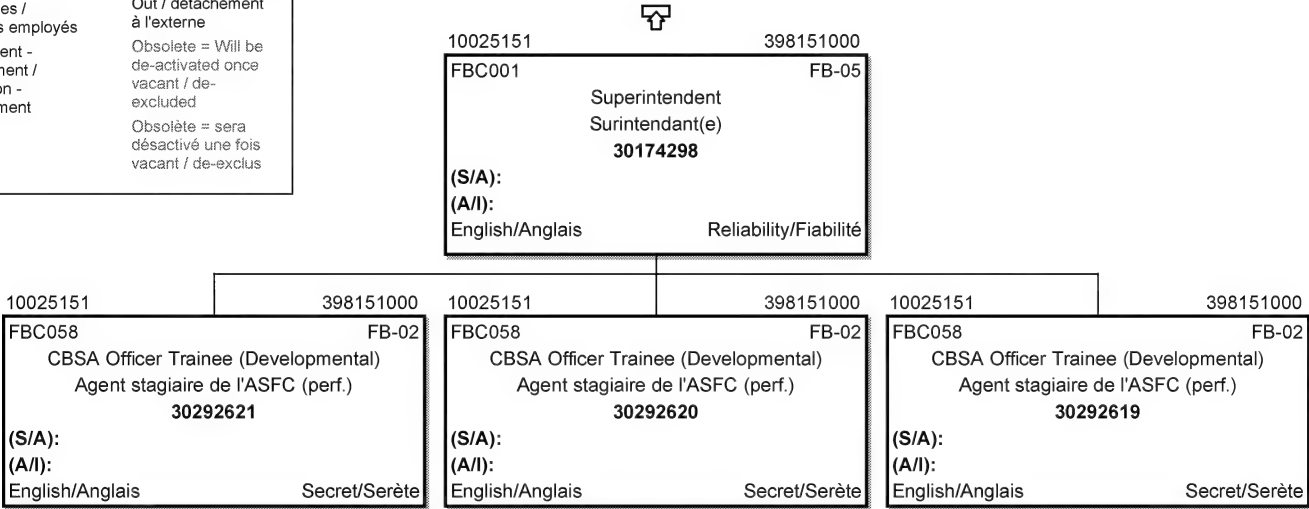 es /
s employés
ent -
nent /
on -
ment
Out / détachement
à l'externe
Obsolete = Will be
de-activated once
vacant / de-
excluded
Obsolète = sera
désactivé une fois
vacant / de-exclus
10025151 398151000
FBC001 FB-05
Superintendent
Surintendant(e)
30174298
(S/A):
(A/I):
English/Anglais Reliability/Fiabilité
10025151 398151000
FBC058 FB-02
CBSA Officer Trainee (Developmental)
Agent stagiaire de l'ASFC (perf.)
30292621
(S/A):
(A/I):
English/Anglais Secret/Serète
10025151 398151000
FBC058 FB-02
CBSA Officer Trainee (Developmental)
Agent stagiaire de l'ASFC (perf.)
30292620
(S/A):
(A/I):
English/Anglais Secret/Serète
10025151 398151000
FBC058 FB-02
CBSA Officer Trainee (Developmental)
Agent stagiaire de l'ASFC (perf.)
30292619
(S/A):
(A/I):
English/Anglais Secret/Serète